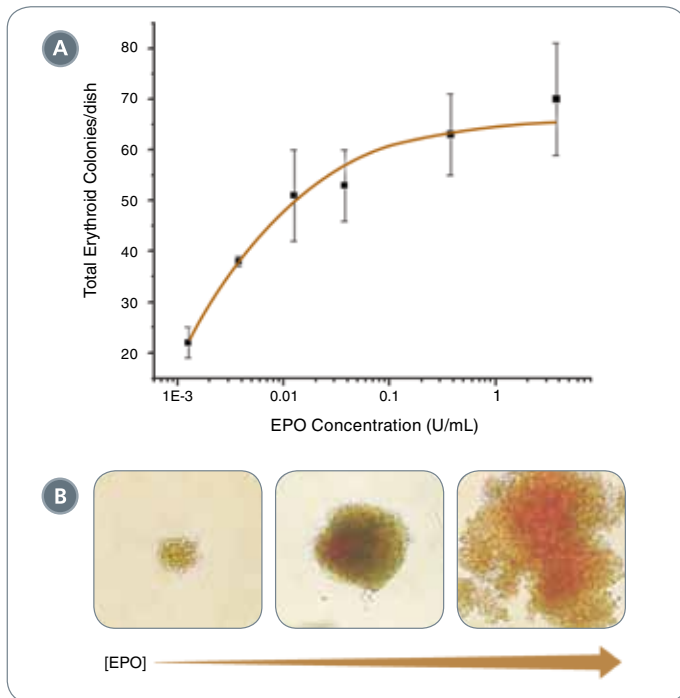 A
Total Erythroid Colonies/dish
80
70
60
50
40
30
20
1E-3 0.01 0.1 1
EPO Concentration (U/mL)
B
[EPO]